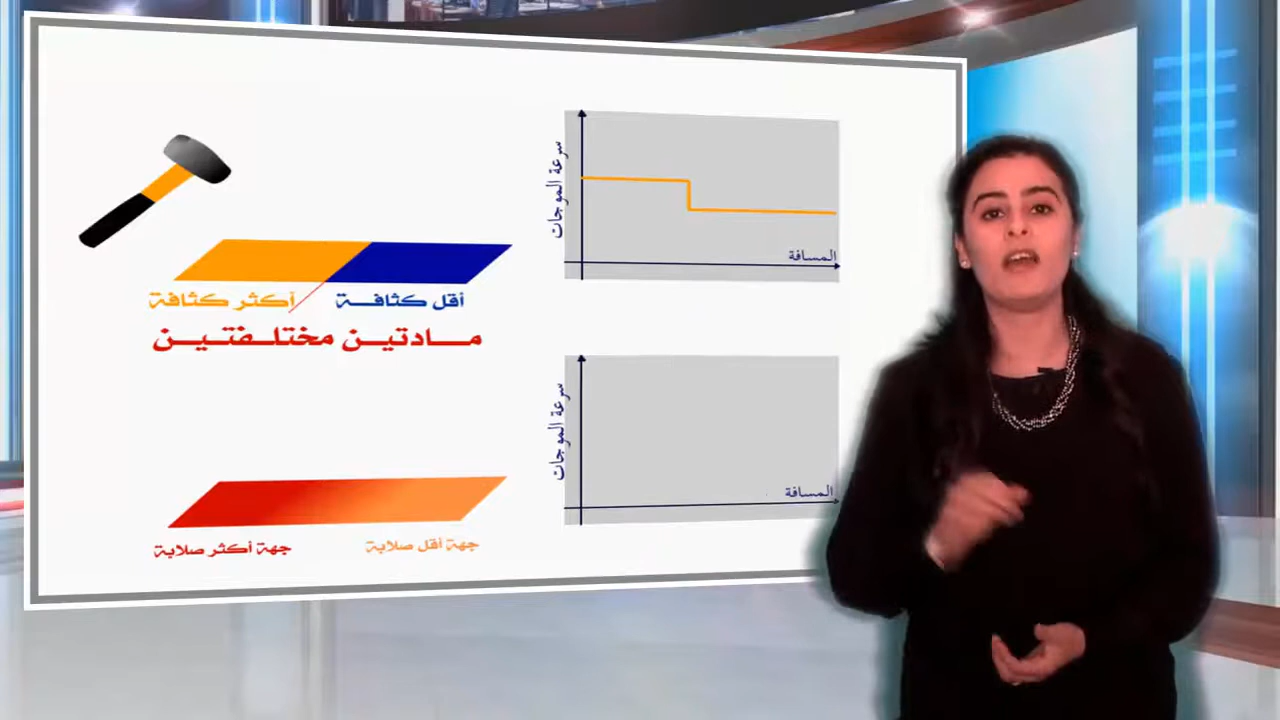 سرعة الموجات
المسافة
أكثر كثافة
أقل كثافة
مادتين مختلفتين
سرعة الموجات
المسافة
جهة أكثر صلابة
جهة أقل صلابة